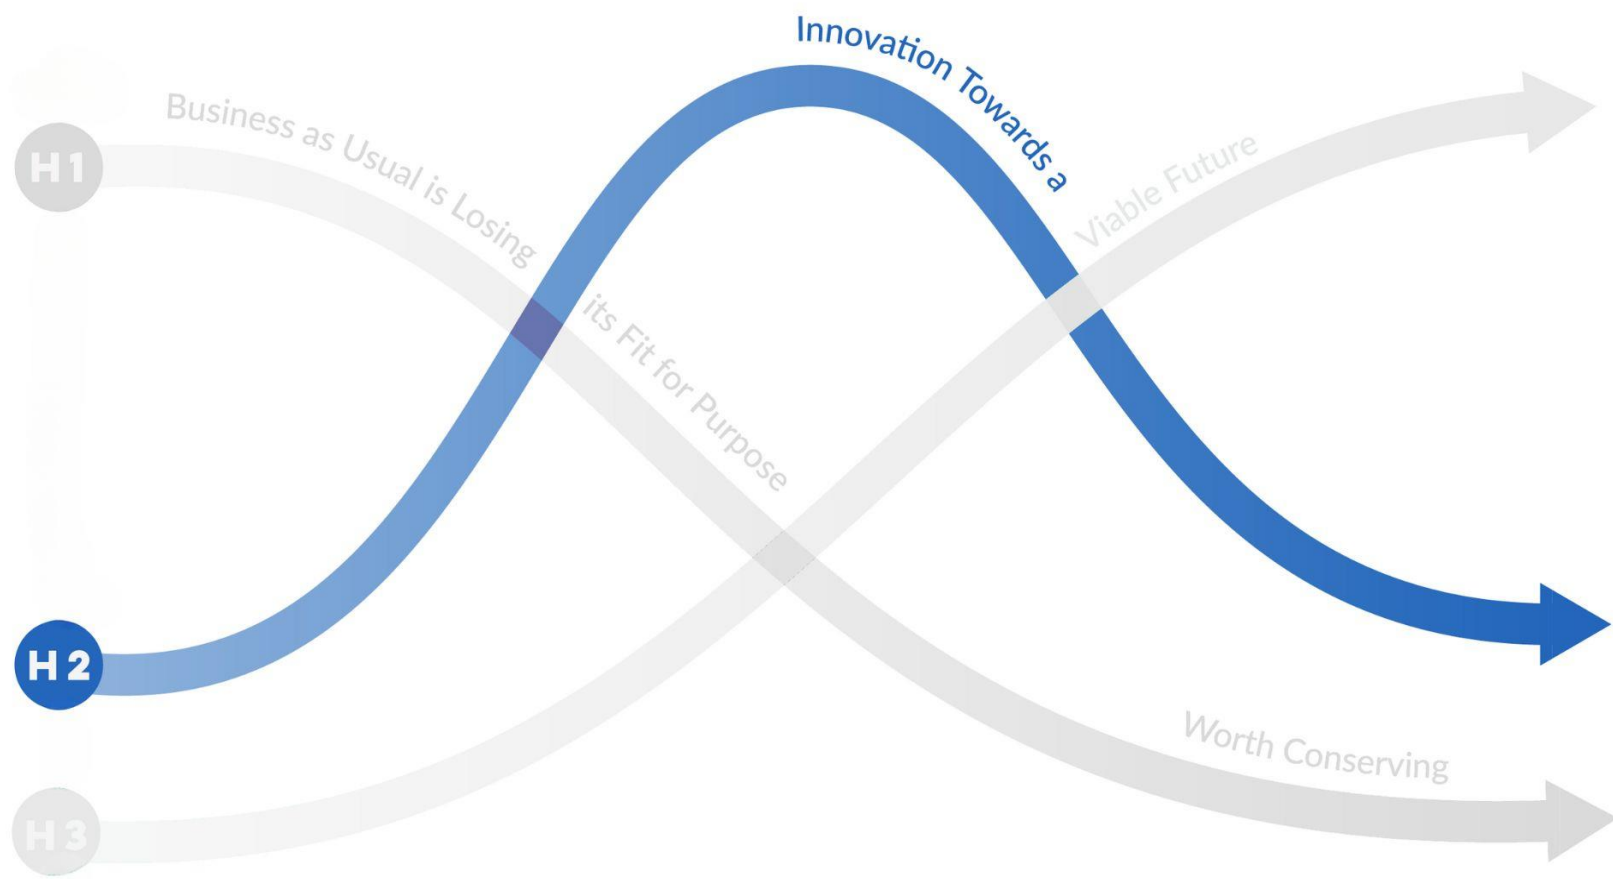 Innovation Towards a
Viable Future
Business as Usual is Losing
its Fit for Purpose
H1
H2
Worth Conserving
H3